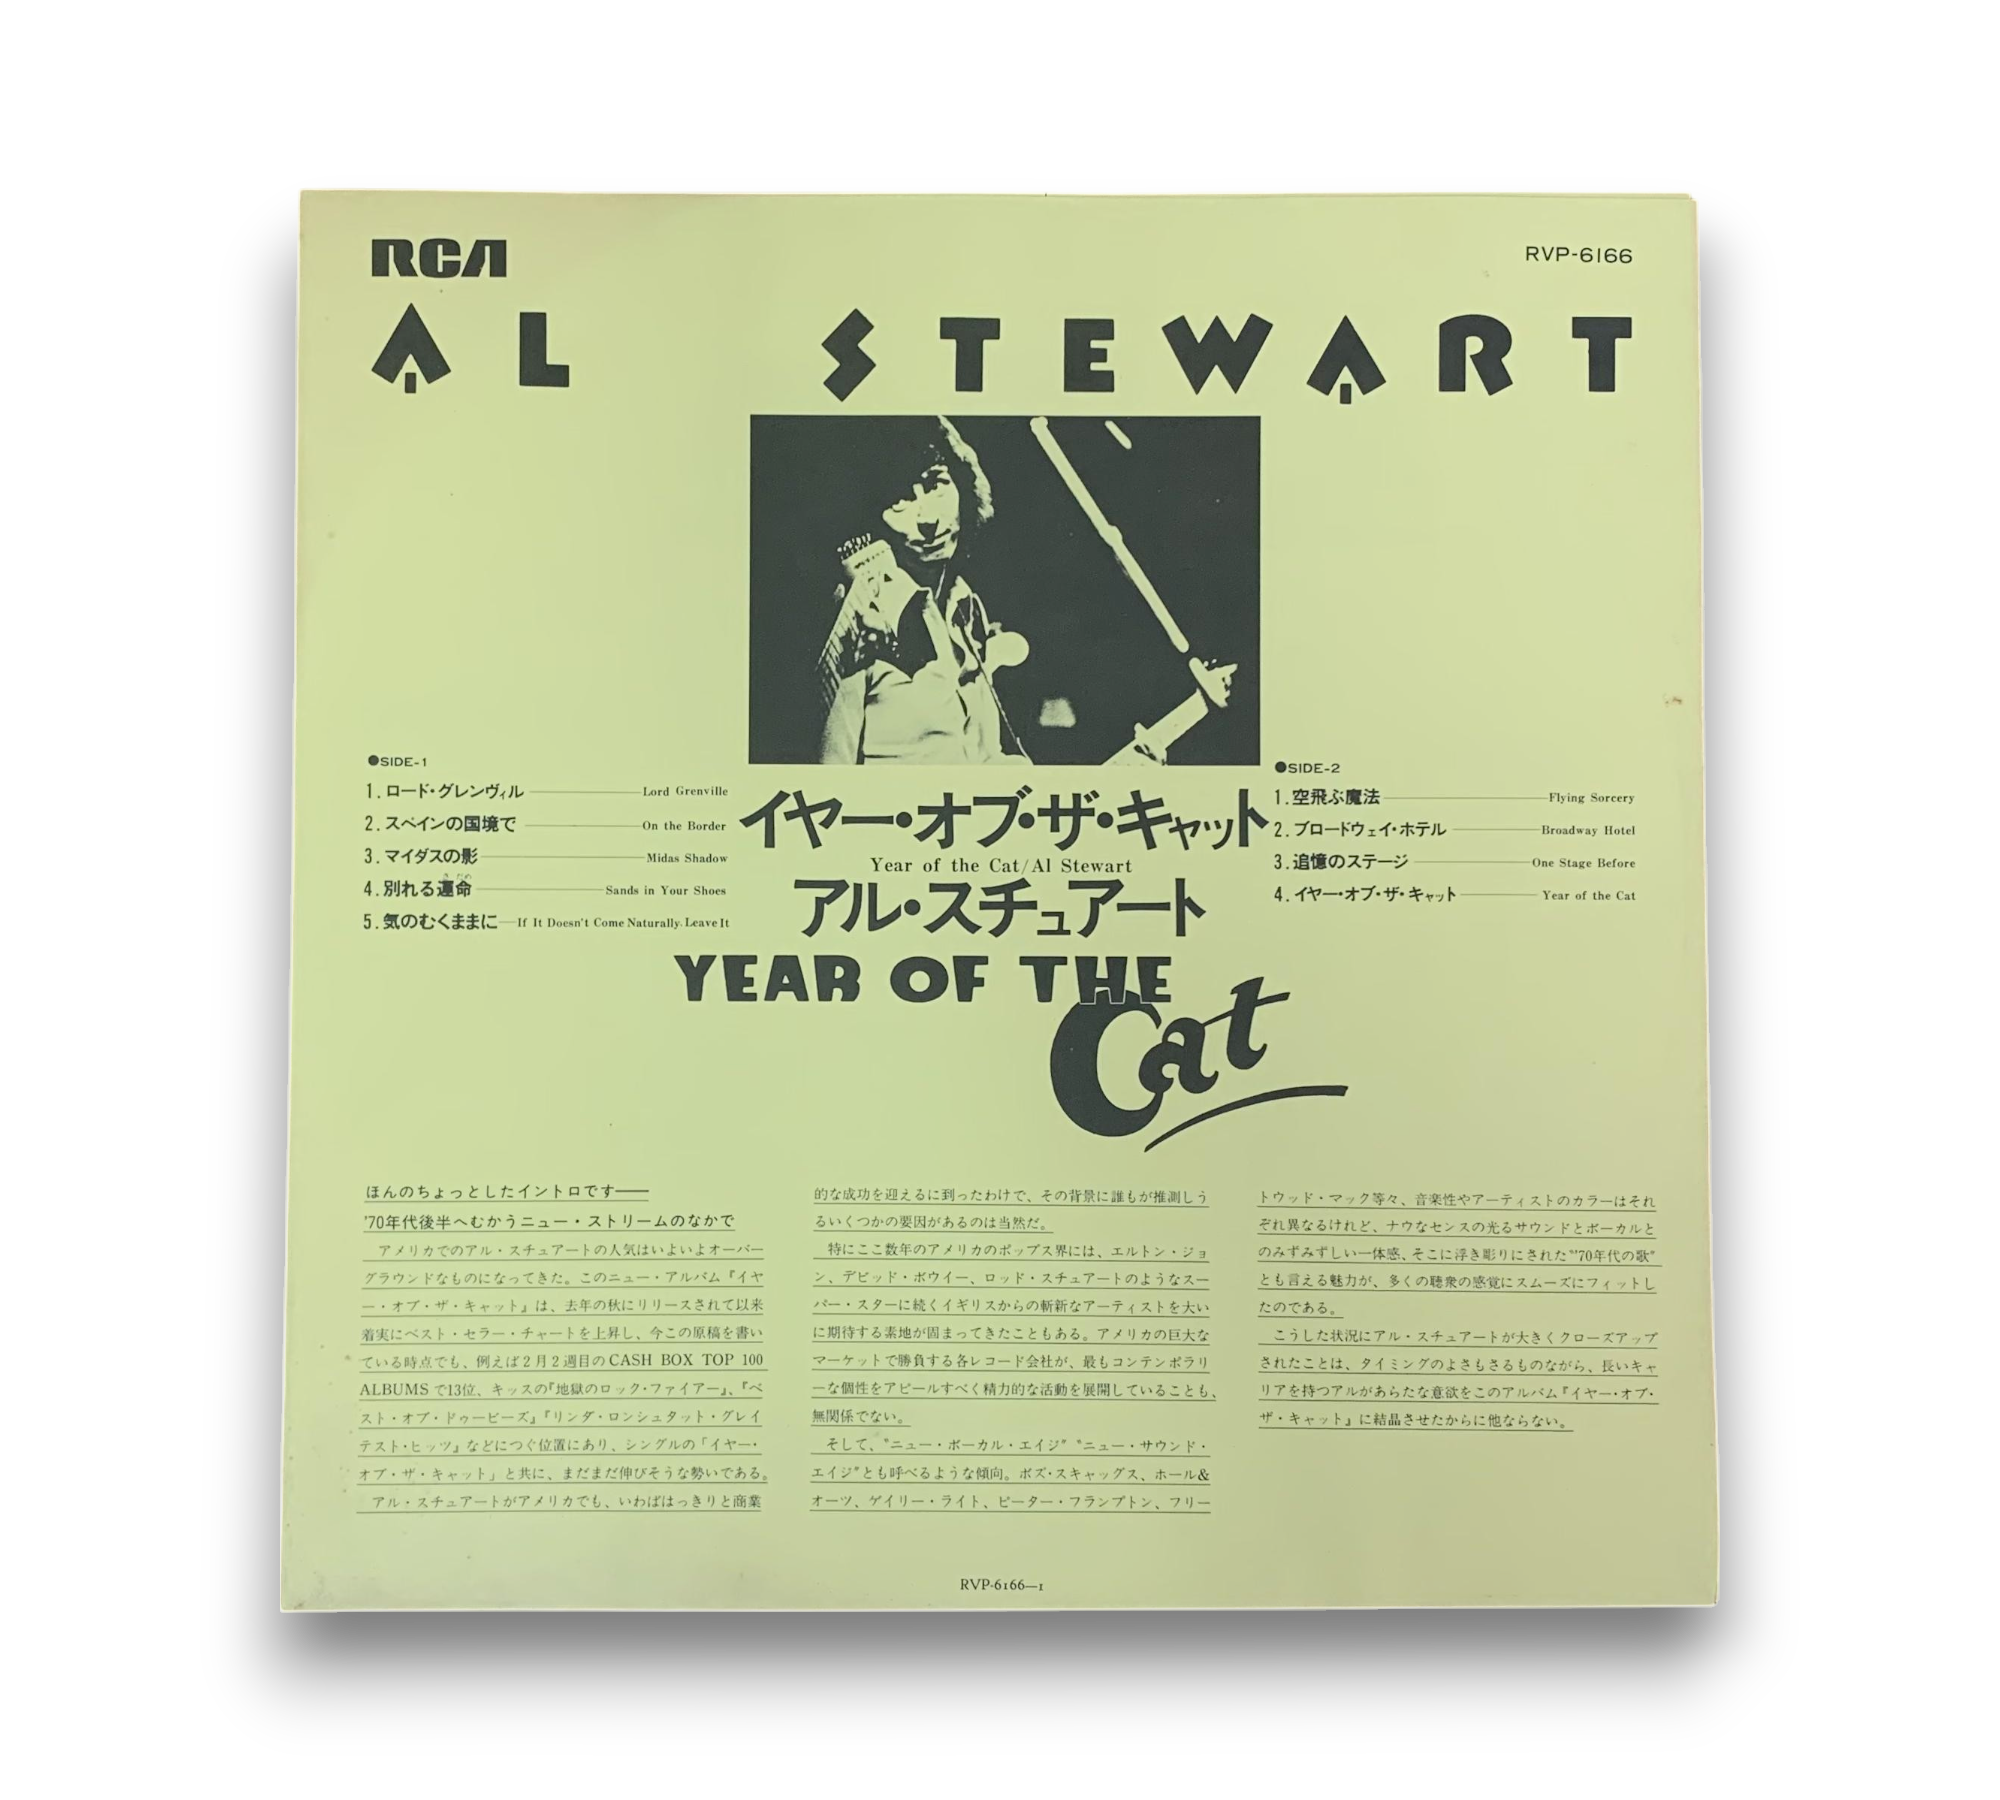 RCA
RVP-6166
AL STEWART
●SIDE-1
1.ロード・グレンヴィル Lord Grenville
2.スペインの国境で On the Border
3.マイダスの影 Midas Shadow
4.別れる運命 Sands in Your Shoes
5.気のむくままに If It Doesn't Come Naturally, Leave It
イヤー・オブ・ザ・キャット
Year of the Cat/Al Stewart
アル・スチュアート
●SIDE-2
1.空飛ぶ魔法 Flying Sorcery
2.ブロードウェイ・ホテル Broadway Hotel
3.追憶のステージ One Stage Before
4.イヤー・オブ・ザ・キャット Year of the Cat
YEAR OF THE
Cat
ほんのちょっとしたイントロです——
'70年代後半へむかうニュー・ストリームのなかで
アメリカでのアル・スチュアートの人気はいよいよオーバー
グラウンドなものになってきた。このニュー・アルバム『イヤ
ー・オブ・ザ・キャット』は、去年の秋にリリースされて以来
着実にベスト・セラー・チャートを上昇し、今この原稿を書い
ている時点でも、例えば2月2週目のCASH BOX TOP 100
ALBUMSで13位、キッスの『地獄のロック・ファイアー』、『ベ
スト・オブ・ドゥービーズ』『リンダ・ロンシュタット・グレイ
テスト・ヒッツ』などにつぐ位置にあり、シングルの「イヤー・
オブ・ザ・キャット」と共に、まだまだ伸びそうな勢いである。
アル・スチュアートがアメリカでも、いわばはっきりと商業
的な成功を迎えるに到ったわけで、その背景に誰もが推測しう
るいくつかの要因があるのは当然だ。
特にここ数年のアメリカのポップス界には、エルトン・ジョ
ン、デビッド・ボウイー、ロッド・スチュアートのようなスー
パー・スターに続くイギリスからの斬新なアーティストを大い
に期待する素地が固まってきたこともある。アメリカの巨大な
マーケットで勝負する各レコード会社が、最もコンテンポラリ
ーな個性をアピールすべく精力的な活動を展開していることも、
無関係でない。
そして、"ニュー・ボーカル・エイジ" "ニュー・サウンド・
エイジ"とも呼べるような傾向。ボズ・スキャッグス、ホール&
オーツ、ゲイリー・ライト、ピーター・フランプトン、フリー
トウッド・マック等々、音楽性やアーティストのカラーはそれ
ぞれ異なるけれど、ナウなセンスの光るサウンドとボーカルと
のみずみずしい一体感、そこに浮き彫りにされた"'70年代の歌"
とも言える魅力が、多くの聴衆の感覚にスムーズにフィットし
たのである。
こうした状況にアル・スチュアートが大きくクローズアップ
されたことは、タイミングのよさもさるものながら、長いキャ
リアを持つアルがあらたな意欲をこのアルバム『イヤー・オブ・
ザ・キャット』に結晶させたからに他ならない。
RVP-6166—1